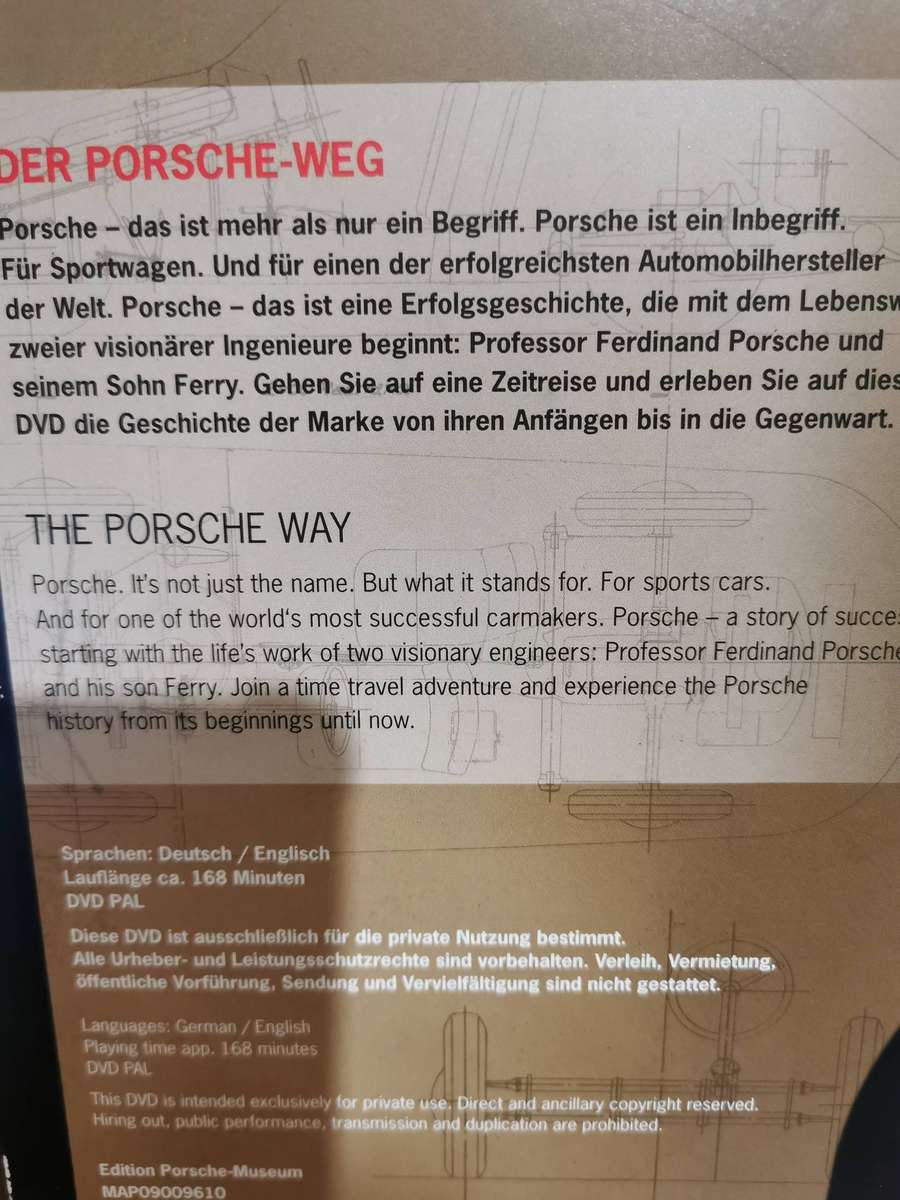 DER PORSCHE-WEG
Porsche – das ist mehr als nur ein Begriff. Porsche ist ein Inbegriff.
Für Sportwagen. Und für einen der erfolgreichsten Automobilhersteller
der Welt. Porsche – das ist eine Erfolgsgeschichte, die mit dem Lebensw
zweier visionärer Ingenieure beginnt: Professor Ferdinand Porsche und
seinem Sohn Ferry. Gehen Sie auf eine Zeitreise und erleben Sie auf dies
DVD die Geschichte der Marke von ihren Anfängen bis in die Gegenwart.
THE PORSCHE WAY
Porsche. It's not just the name. But what it stands for. For sports cars.
And for one of the world‘s most successful carmakers. Porsche – a story of succes
starting with the life's work of two visionary engineers: Professor Ferdinand Porsche
and his son Ferry. Join a time travel adventure and experience the Porsche
history from its beginnings until now.
Sprachen: Deutsch / Englisch
Lauflänge ca. 168 Minuten
DVD PAL
Diese DVD ist ausschließlich für die private Nutzung bestimmt.
Alle Urheber- und Leistungsschutzrechte sind vorbehalten. Verleih, Vermietung,
öffentliche Vorführung, Sendung und Vervielfältigung sind nicht gestattet.
Languages: German / English
Playing time app. 168 minutes
DVD PAL
This DVD is intended exclusively for private use. Direct and ancillary copyright reserved.
Hiring out, public performance, transmission and duplication are prohibited.
Edition Porsche-Museum
MAP09009610